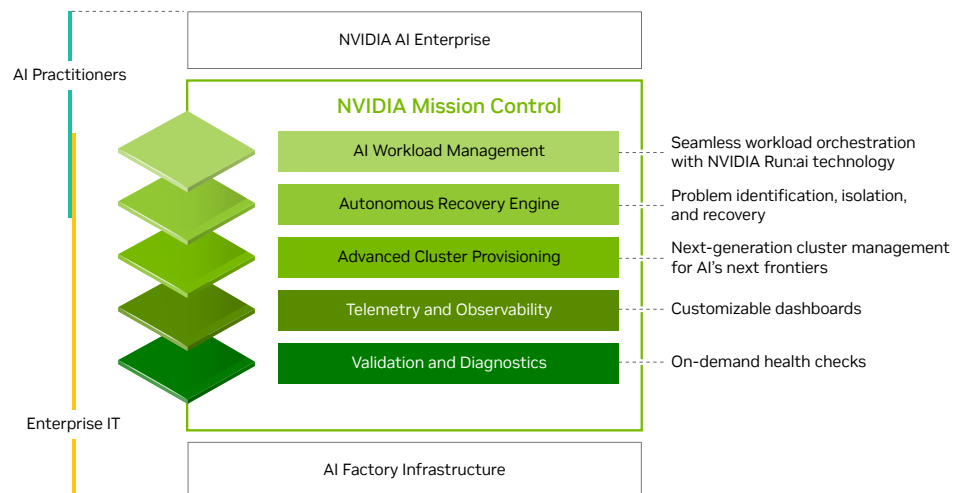 NVIDIA AI Enterprise
AI Practitioners
NVIDIA Mission Control
AI Workload Management
Seamless workload orchestration
with NVIDIA Run:ai technology
Autonomous Recovery Engine
Problem identification, isolation,
and recovery
Advanced Cluster Provisioning
Next-generation cluster management
for AI’s next frontiers
Telemetry and Observability
Customizable dashboards
Validation and Diagnostics
On-demand health checks
Enterprise IT
AI Factory Infrastructure